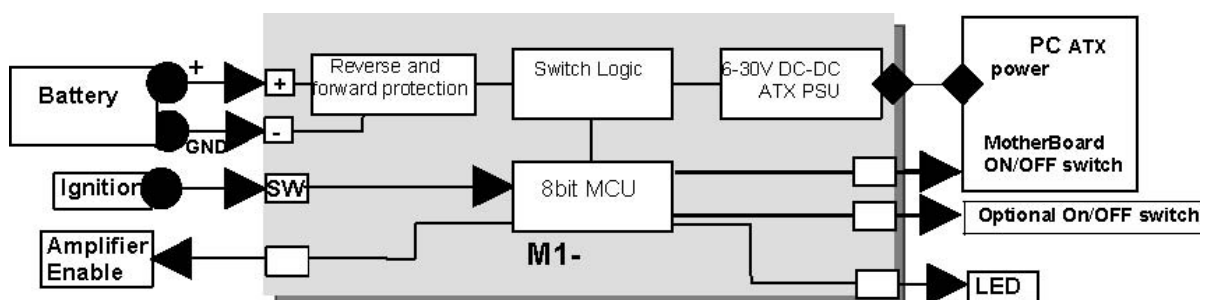 PC ATX
power
+
Reverse and
forward protection
Switch Logic
6-30V DC-DC
ATX PSU
Battery
+
-
GND
MotherBoard
ON/OFF switch
Ignition
SW
8bit MCU
Optional On/OFF switch
Amplifier
Enable
M1-
LED